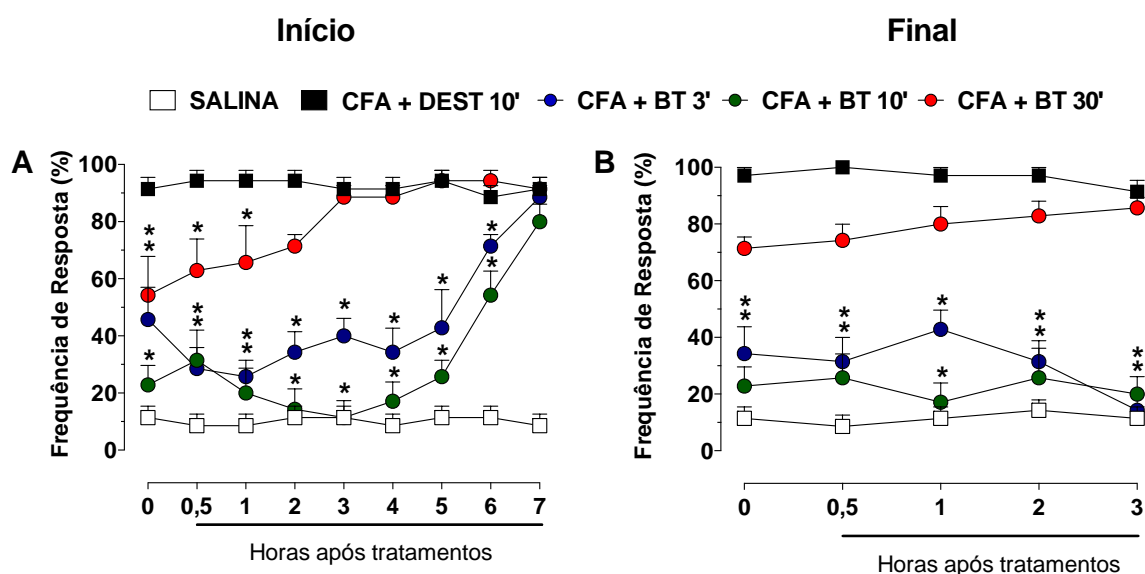 Início Final
SALINA CFA + DEST 10' CFA + BT 3' CFA + BT 10' CFA + BT 30'
A
Frequência de Resposta (%)
100
80
60
40
20
0
* * * * * * * * * * * * * * * * *
0 0,5 1 2 3 4 5 6 7
Horas após tratamentos
B
Frequência de Resposta (%)
100
80
60
40
20
0
* * * * * * * * * *
0 0,5 1 2 3
Horas após tratamentos